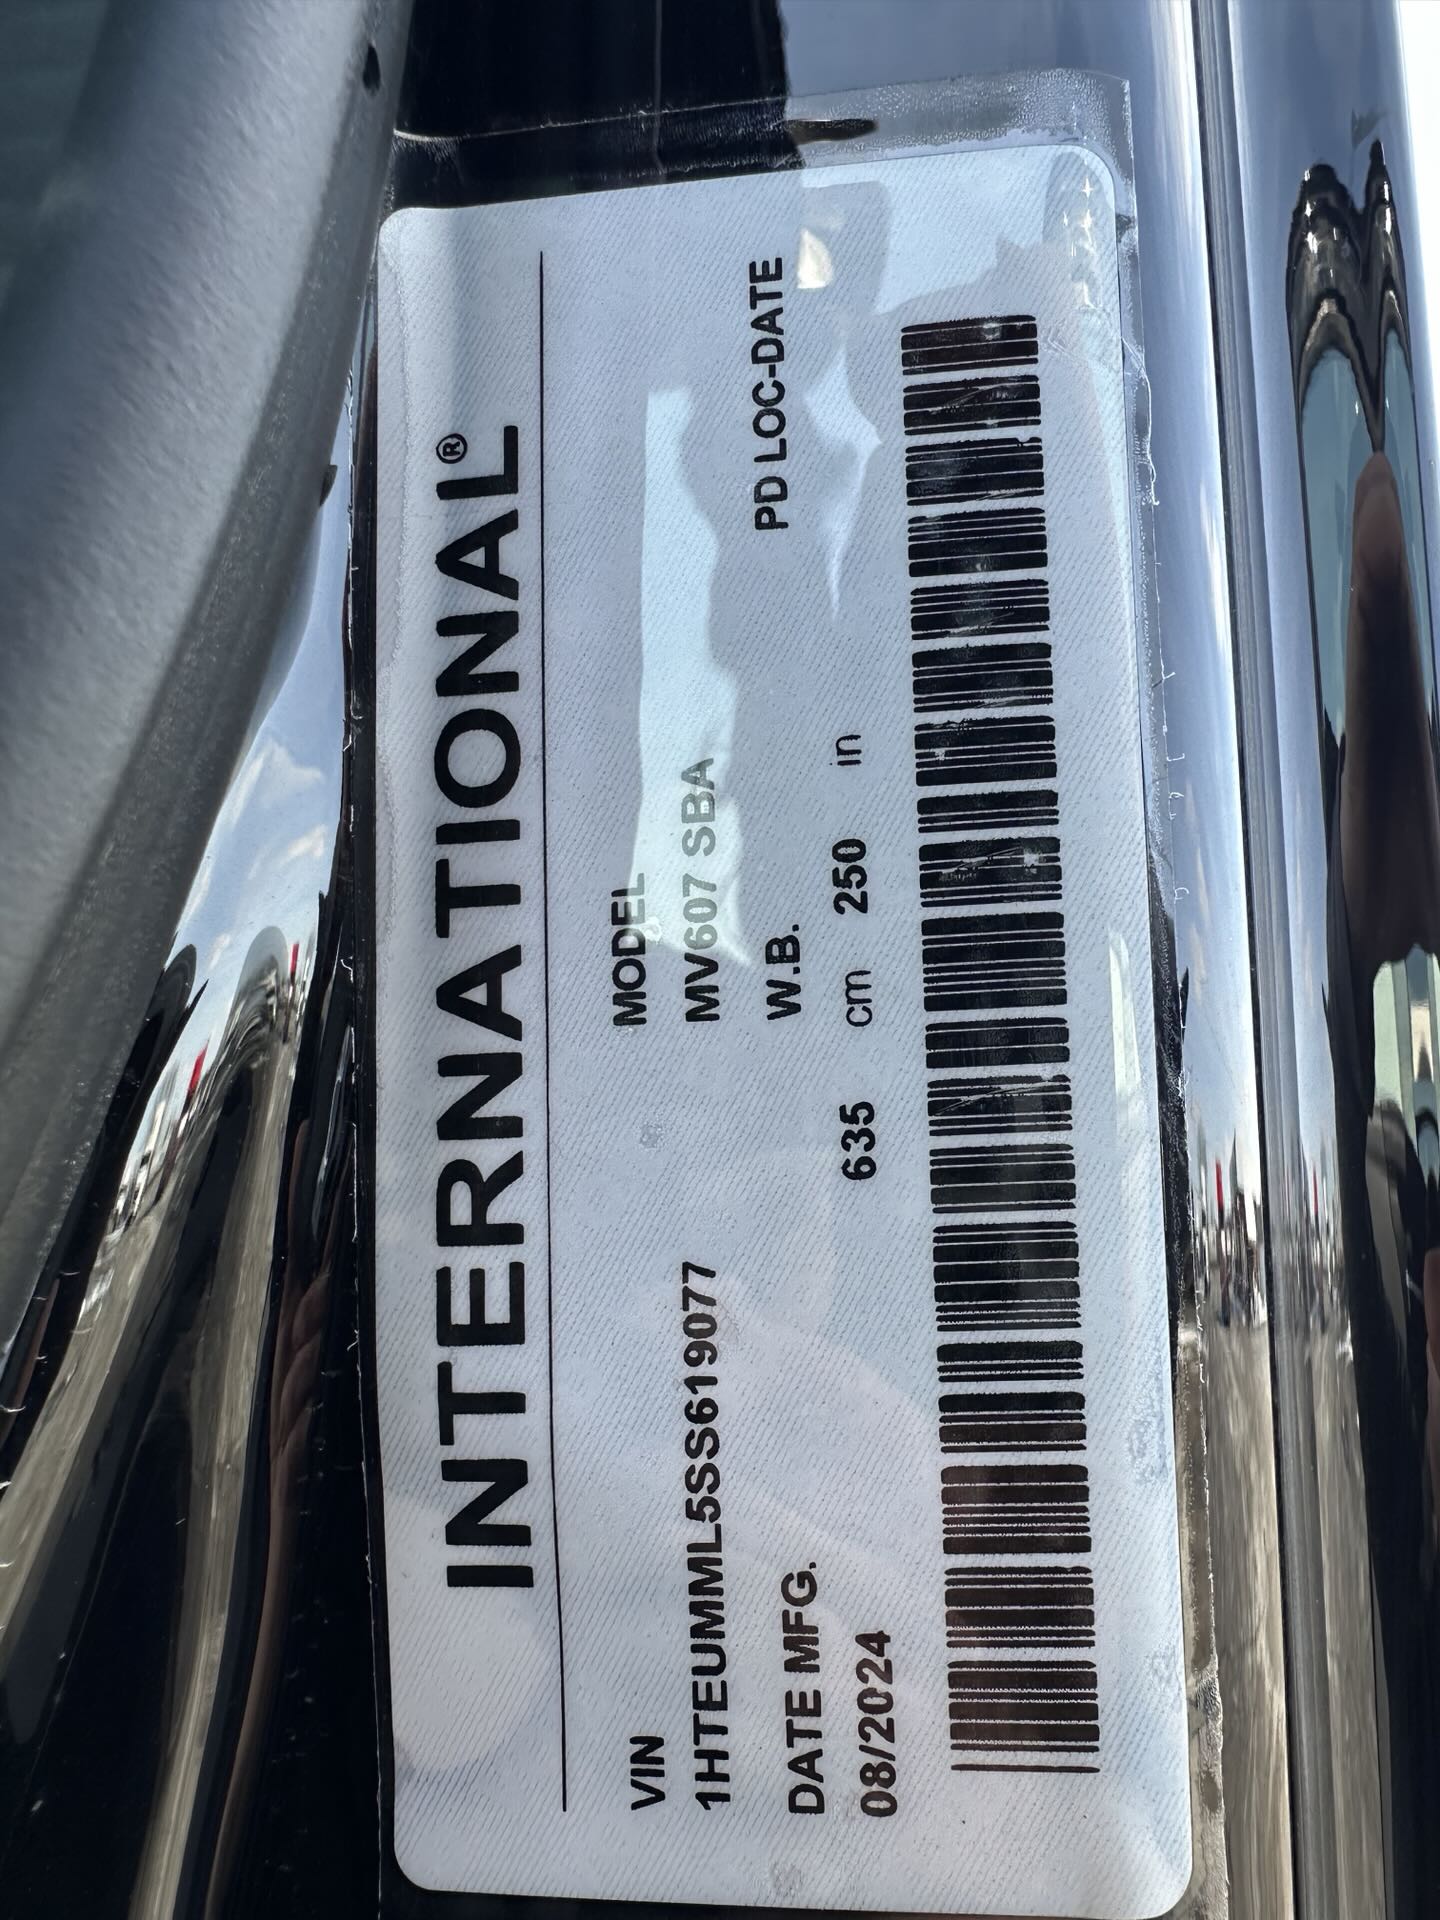 INTERNATIONAL®
VIN
1HTEUMML5SS619077
MODEL
MV607 SBA
DATE MFG.
08/2024
W.B.
635 cm 250 in
PD LOC-DATE